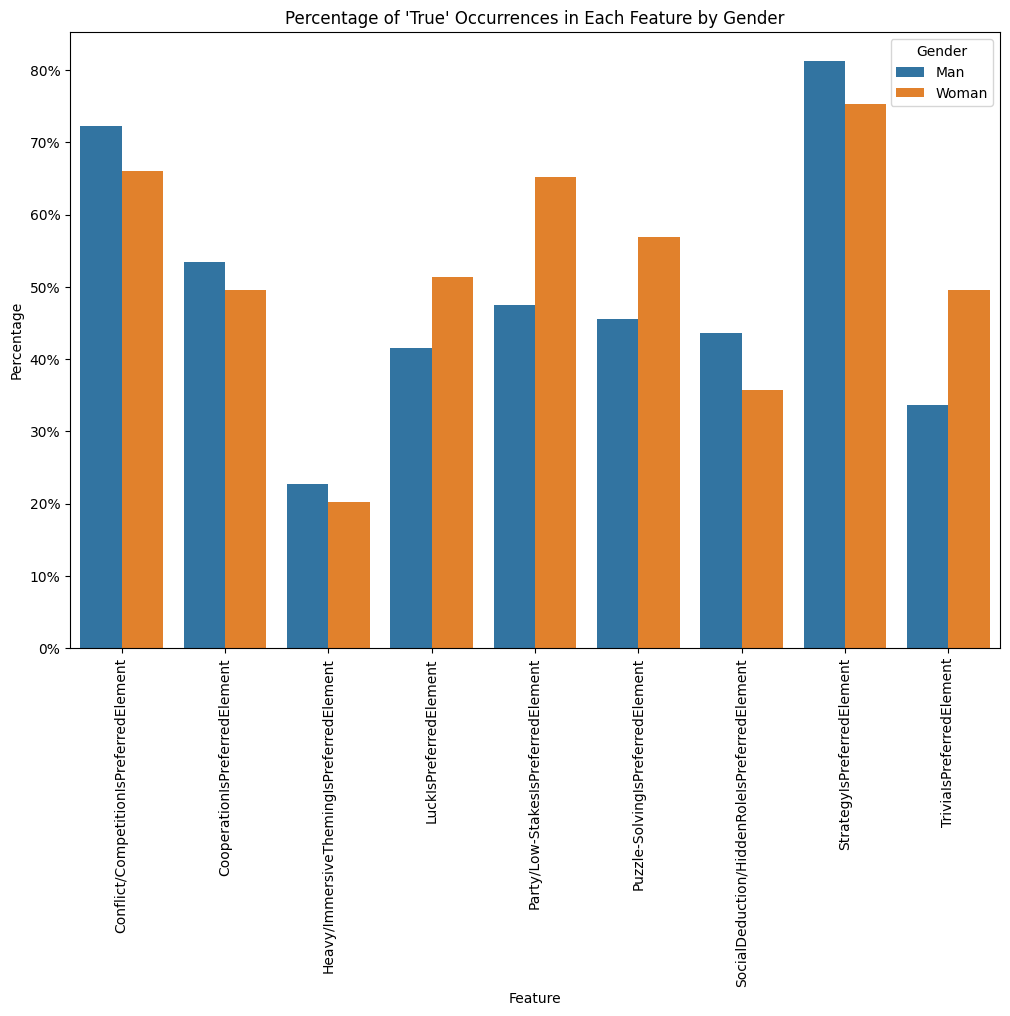 Percentage of 'True' Occurrences in Each Feature by Gender
Gender
Man
Woman
Percentage
80%
70%
60%
50%
40%
30%
20%
10%
0%
Conflict/CompetitionIsPreferredElement
CooperationIsPreferredElement
Heavy/ImmersiveThemingIsPreferredElement
LuckIsPreferredElement
Party/Low-StakesIsPreferredElement
Puzzle-SolvingIsPreferredElement
SocialDeduction/HiddenRoleIsPreferredElement
StrategyIsPreferredElement
TriviaIsPreferredElement
Feature